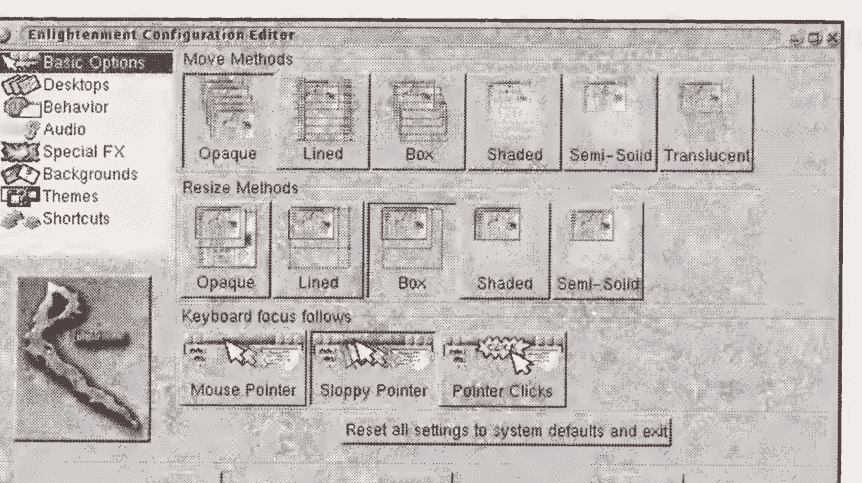 Enlightenment Configuration Editor
Basic Options
Desktops
Behavior
Audio
Special FX
Backgrounds
Themes
Shortcuts
Move Methods
Opaque Lined Box Shaded Semi-Solid Translucent
Resize Methods
Opaque Lined Box Shaded Semi-Solid
Keyboard focus follows
Mouse Pointer Sloppy Pointer Pointer Clicks
Reset all settings to system defaults and exit